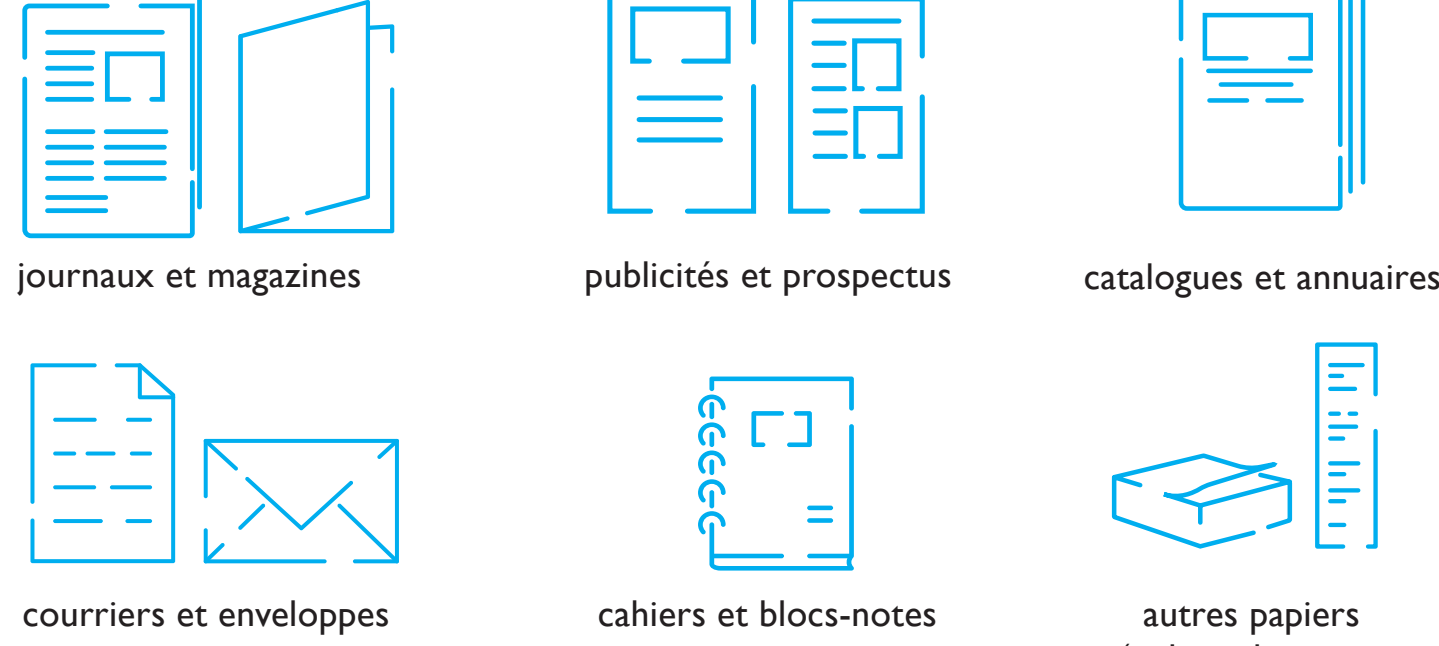 journaux et magazines
publicités et prospectus
catalogues et annuaires
courriers et enveloppes
cahiers et blocs-notes
autres papiers